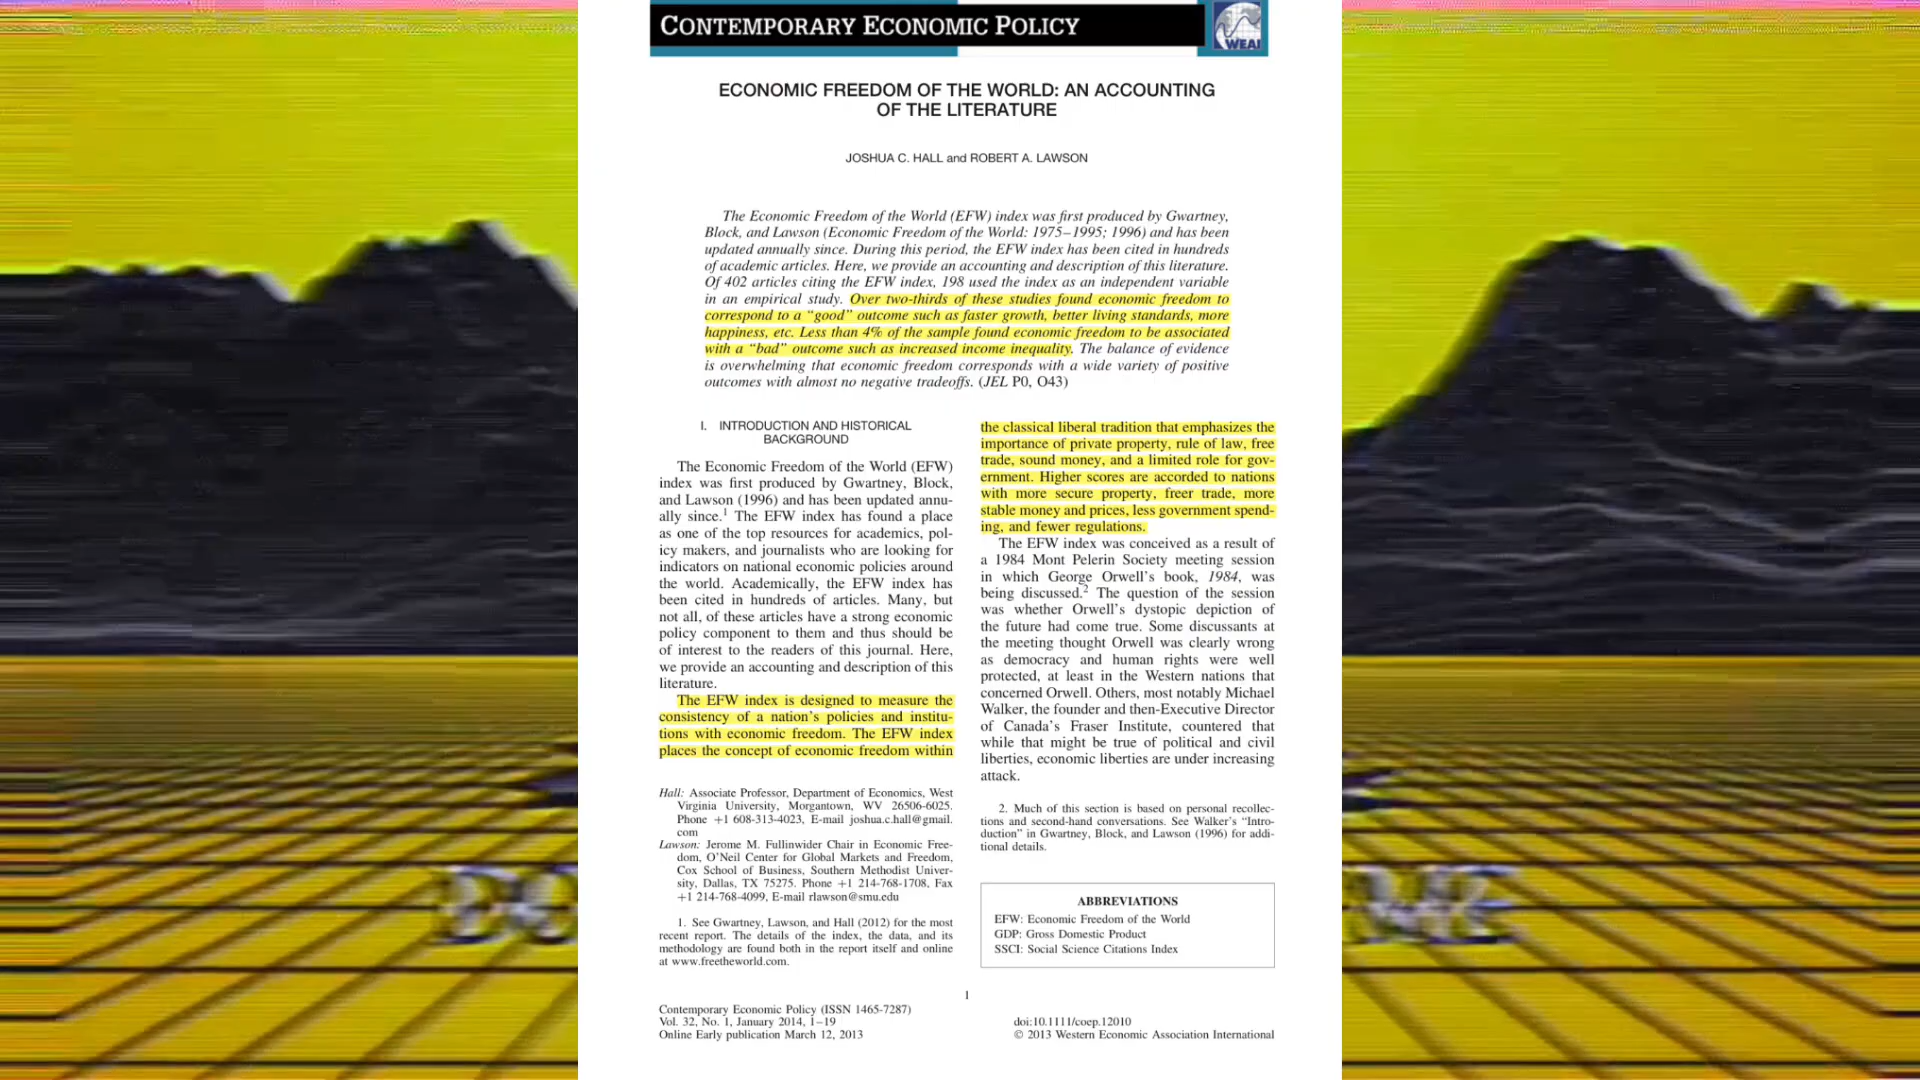 CONTEMPORARY ECONOMIC POLICY
WEAI
ECONOMIC FREEDOM OF THE WORLD: AN ACCOUNTING
OF THE LITERATURE
JOSHUA C. HALL and ROBERT A. LAWSON
The Economic Freedom of the World (EFW) index was first produced by Gwartney,
Block, and Lawson (Economic Freedom of the World: 1975–1995; 1996) and has been
updated annually since. During this period, the EFW index has been cited in hundreds
of academic articles. Here, we provide an accounting and description of this literature.
Of 402 articles citing the EFW index, 198 used the index as an independent variable
in an empirical study. Over two-thirds of these studies found economic freedom to
correspond to a “good” outcome such as faster growth, better living standards, more
happiness, etc. Less than 4% of the sample found economic freedom to be associated
with a “bad” outcome such as increased income inequality. The balance of evidence
is overwhelming that economic freedom corresponds with a wide variety of positive
outcomes with almost no negative tradeoffs. (JEL P0, O43)
I. INTRODUCTION AND HISTORICAL
BACKGROUND
The Economic Freedom of the World (EFW)
index was first produced by Gwartney, Block,
and Lawson (1996) and has been updated annu-
ally since.1 The EFW index has found a place
as one of the top resources for academics, pol-
icy makers, and journalists who are looking for
indicators on national economic policies around
the world. Academically, the EFW index has
been cited in hundreds of articles. Many, but
not all, of these articles have a strong economic
policy component to them and thus should be
of interest to the readers of this journal. Here,
we provide an accounting and description of this
literature.
The EFW index is designed to measure the
consistency of a nation’s policies and institu-
tions with economic freedom. The EFW index
places the concept of economic freedom within
Hall: Associate Professor, Department of Economics, West
Virginia University, Morgantown, WV 26506-6025.
Phone +1 608-313-4023, E-mail joshua.c.hall@gmail.
com
Lawson: Jerome M. Fullwinder Chair in Economic Free-
dom, O’Neil Center for Global Markets and Freedom,
Cox School of Business, Southern Methodist Univer-
sity, Dallas, TX 75275. Phone +1 214-768-1708, Fax
+1 214-768-4099, E-mail rlawson@smu.edu
1. See Gwartney, Lawson, and Hall (2012) for the most
recent report. The details of the index, the data, and its
methodology are found both in the report itself and online
at www.freetheworld.com.
the classical liberal tradition that emphasizes the
importance of private property, rule of law, free
trade, sound money, and a limited role for gov-
ernment. Higher scores are accorded to nations
with more secure property, freer trade, more
stable money and prices, less government spend-
ing, and fewer regulations.
The EFW index was conceived as a result of
a 1984 Mont Pelerin Society meeting session
in which George Orwell’s book, 1984, was
being discussed.2 The question of the session
was whether Orwell’s dystopic depiction of
the future had come true. Some discussants at
the meeting thought Orwell was clearly wrong
as democracy and human rights were well
protected, at least in the Western nations that
concerned Orwell. Others, most notably Michael
Walker, the founder and then-Executive Director
of Canada’s Fraser Institute, countered that
while that might be true of political and civil
liberties, economic liberties are under increasing
attack.
2. Much of this section is based on personal recollec-
tions and second-hand conversations. See Walker’s “Intro-
duction” in Gwartney, Block, and Lawson (1996) for addi-
tional details.
ABBREVIATIONS
EFW: Economic Freedom of the World
GDP: Gross Domestic Product
SSCI: Social Science Citations Index
1
Contemporary Economic Policy (ISSN 1465-7287)
Vol. 32, No. 1, January 2014, 1–19
Online Early publication March 12, 2013
doi:10.1111/coep.12010
© 2013 Western Economic Association International